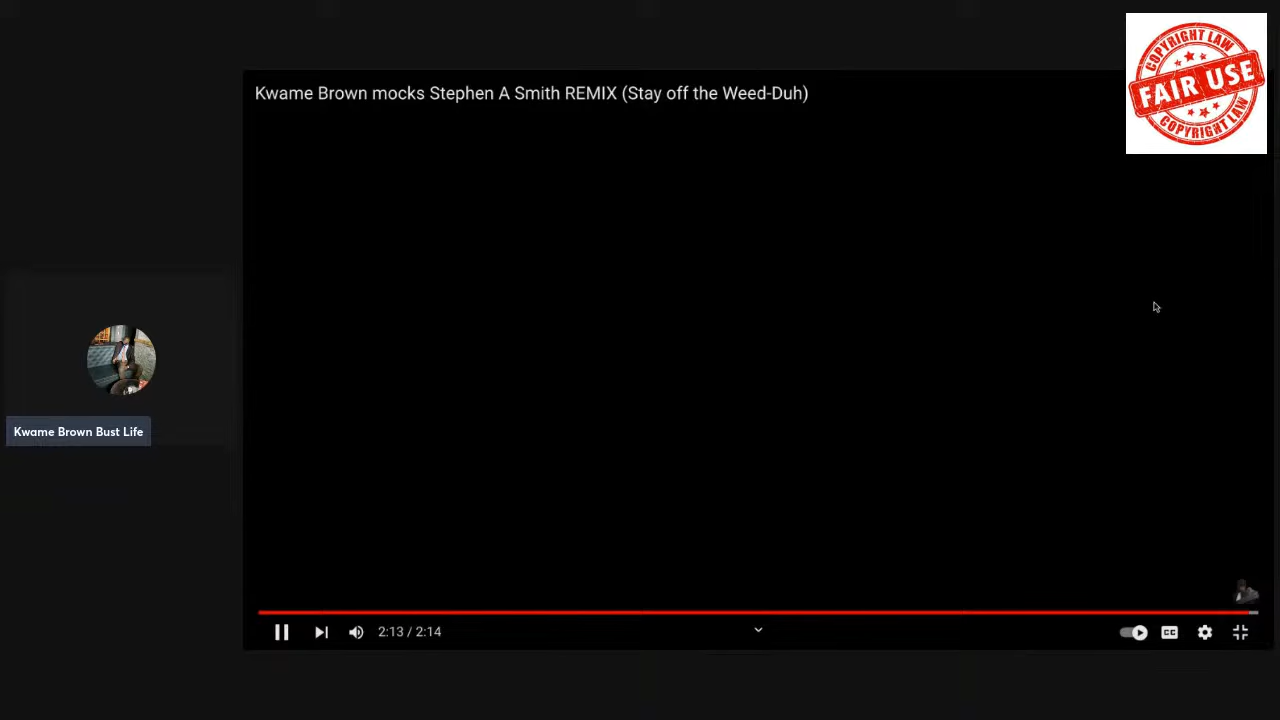 Kwame Brown mocks Stephen A Smith REMIX (Stay off the Weed-Duh)
COPYRIGHT LAW
FAIR USE
COPYRIGHT LAW
Kwame Brown Bust Life
2:13 / 2:14
CC